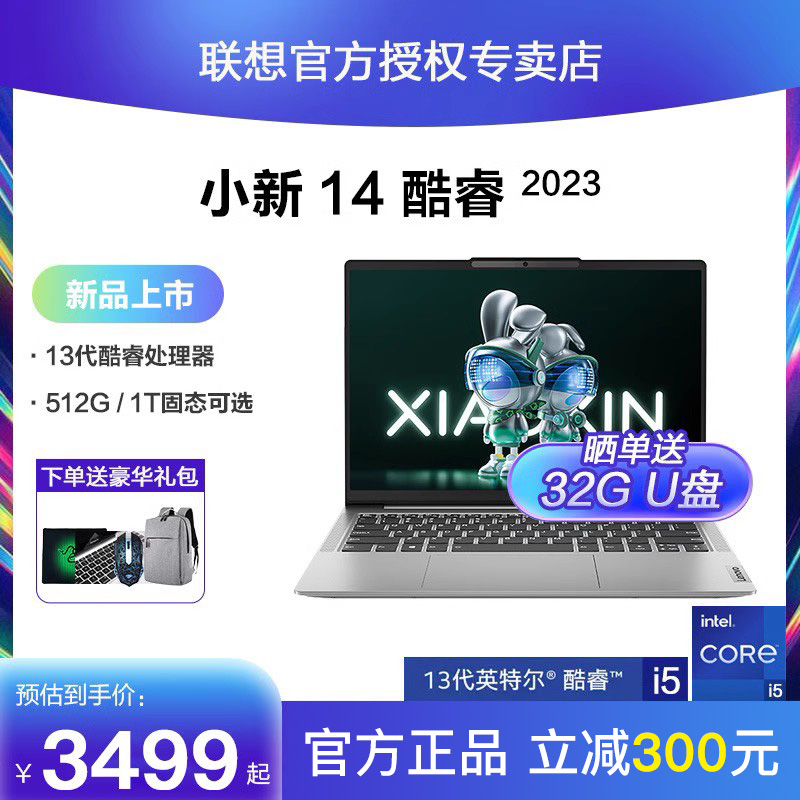 联想官方授权专卖店
小新 14 酷睿 2023
新品上市
· 13代酷睿处理器
· 512G / 1T固态可选
XIAOXIN
晒单送
32G U盘
下单送豪华礼包
Lenovo
intel.
CORE™
i5
13代英特尔® 酷睿™ i5
预估到手价:
¥3499起
官方正品 立减300元